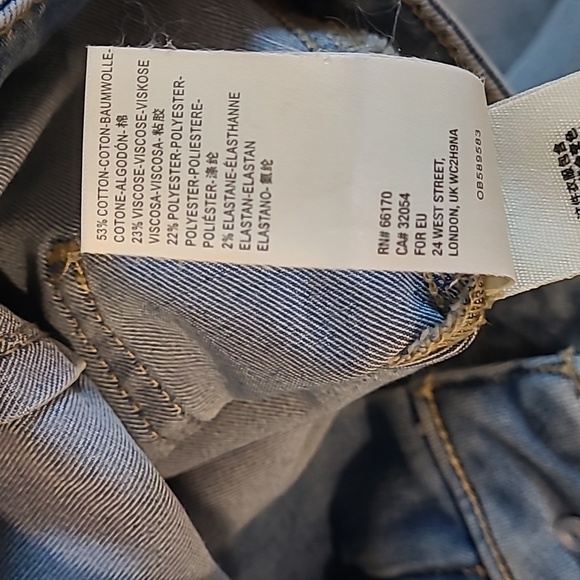 53% COTTON-COTON-BAUMWOLLE-
COTONE-ALGODÓN-棉
23% VISCOSE-VISCOSE-VISKOSE
VISCOSA-VISCOSA-粘胶
22% POLYESTER-POLYESTER-
POLYESTER-POLIESTERE-
POLIÉSTER-涤纶
2% ELASTANE-ÉLASTHANNE
ELASTAN-ELASTAN
ELASTANO-氨纶
RN# 66170
CA# 32054
FOR EU
24 WEST STREET,
LONDON, UK WC2H9NA
OB589583